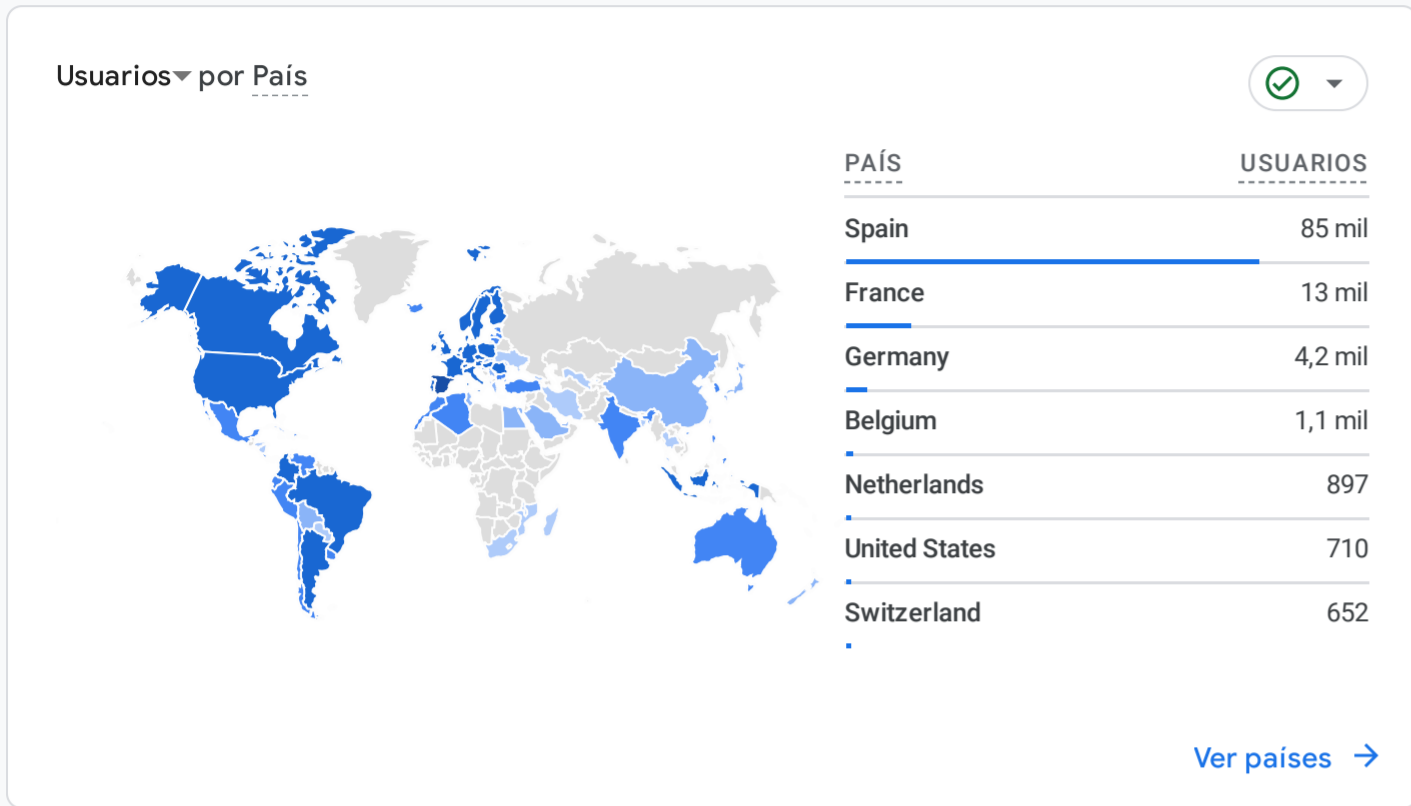 Usuarios por País
PAÍS USUARIOS
Spain 85 mil
France 13 mil
Germany 4,2 mil
Belgium 1,1 mil
Netherlands 897
United States 710
Switzerland 652
Ver países